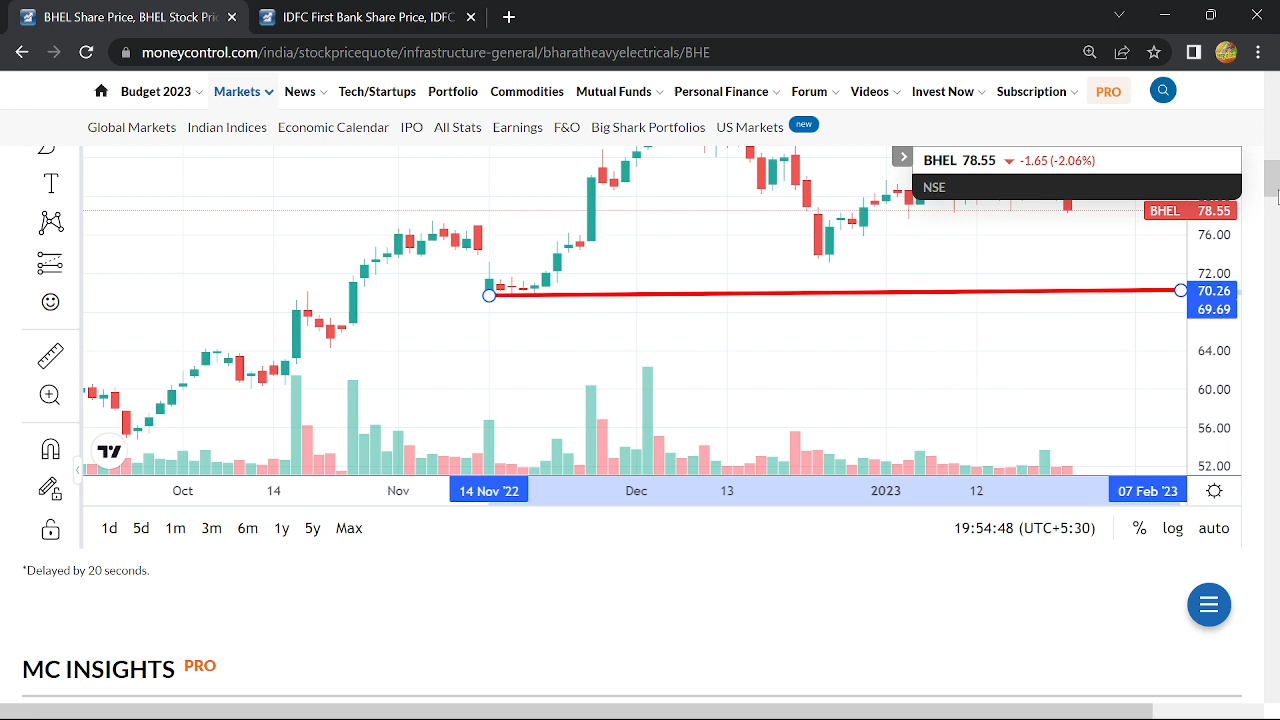 BHEL Share Price, BHEL Stock Pric
IDFC First Bank Share Price, IDFC
moneycontrol.com/india/stockpricequote/infrastructure-general/bharatheavyelectricals/BHE
Budget 2023 Markets News Tech/Startups Portfolio Commodities Mutual Funds Personal Finance Forum Videos Invest Now Subscription PRO
Global Markets Indian Indices Economic Calendar IPO All Stats Earnings F&O Big Shark Portfolios US Markets new
BHEL 78.55 -1.65 (-2.06%)
NSE
BHEL 78.55
76.00
72.00
70.26
69.69
64.00
60.00
56.00
52.00
Oct 14 Nov 14 Nov '22 Dec 13 2023 12 07 Feb '23
1d 5d 1m 3m 6m 1y 5y Max 19:54:48 (UTC+5:30) % log auto
*Delayed by 20 seconds.
MC INSIGHTS PRO